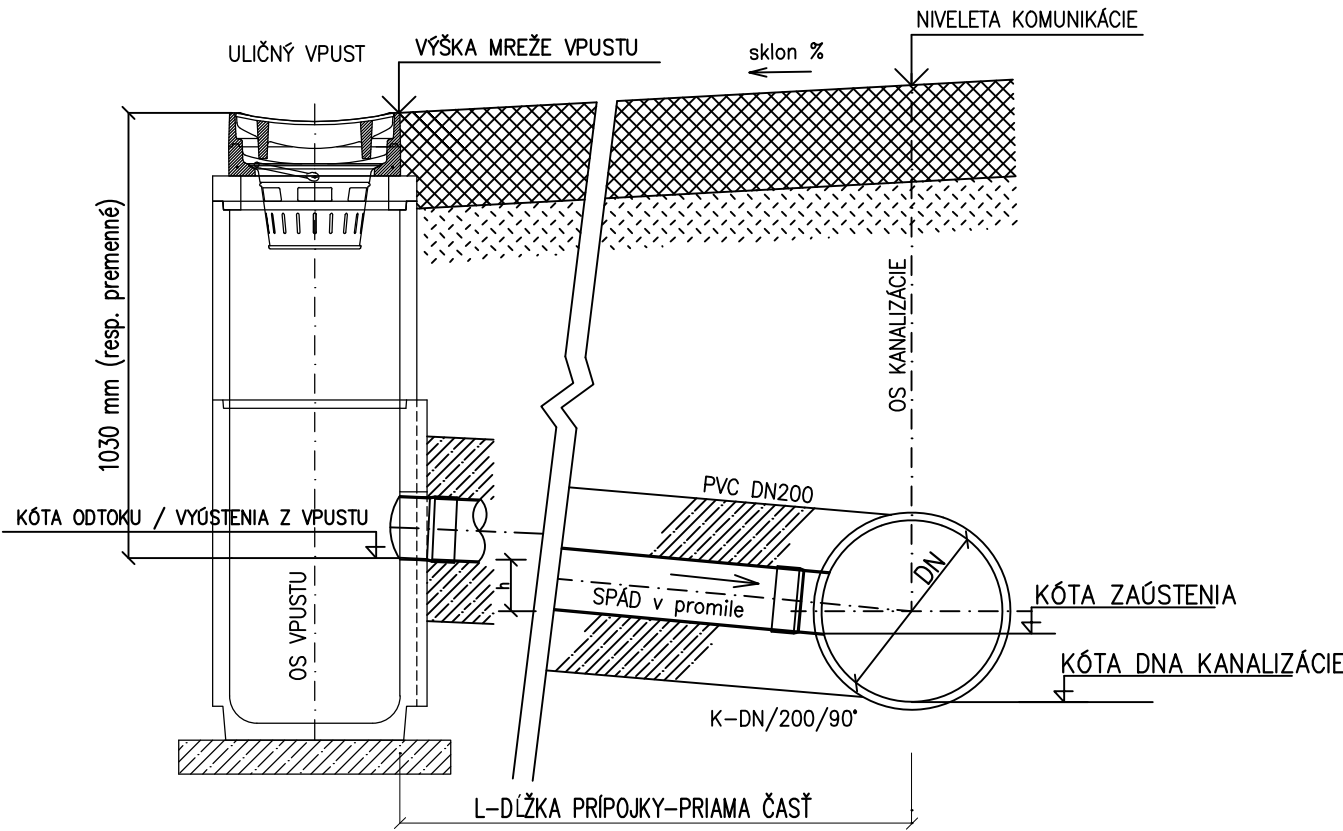 NIVELETA KOMUNIKÁCIE
ULIČNÝ VPUST
VÝŠKA MREŽE VPUSTU
sklon %
1030 mm (resp. premenné)
OS KANALIZÁCIE
PVC DN200
KÓTA ODTOKU / VYÚSTENIA Z VPUSTU
h
DN
SPÁD v promile
KÓTA ZAÚSTENIA
OS VPUSTU
KÓTA DNA KANALIZÁCIE
K-DN/200/90°
L-DĹŽKA PRÍPOJKY-PRIAMA ČASŤ